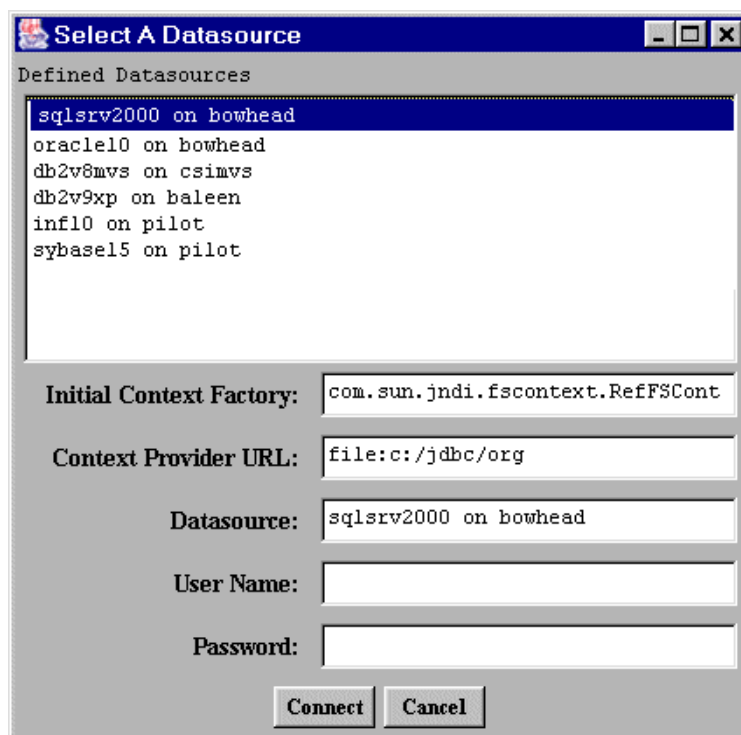 Select A Datasource
Defined Datasources
sqlsrv2000 on bowhead
oracle10 on bowhead
db2v8mvs on csimvs
db2v9xp on baleen
inf10 on pilot
sybase15 on pilot
Initial Context Factory: com.sun.jndi.fscontext.RefFSCont
Context Provider URL: file:c:/jdbc/org
Datasource: sqlsrv2000 on bowhead
User Name:
Password:
Connect Cancel